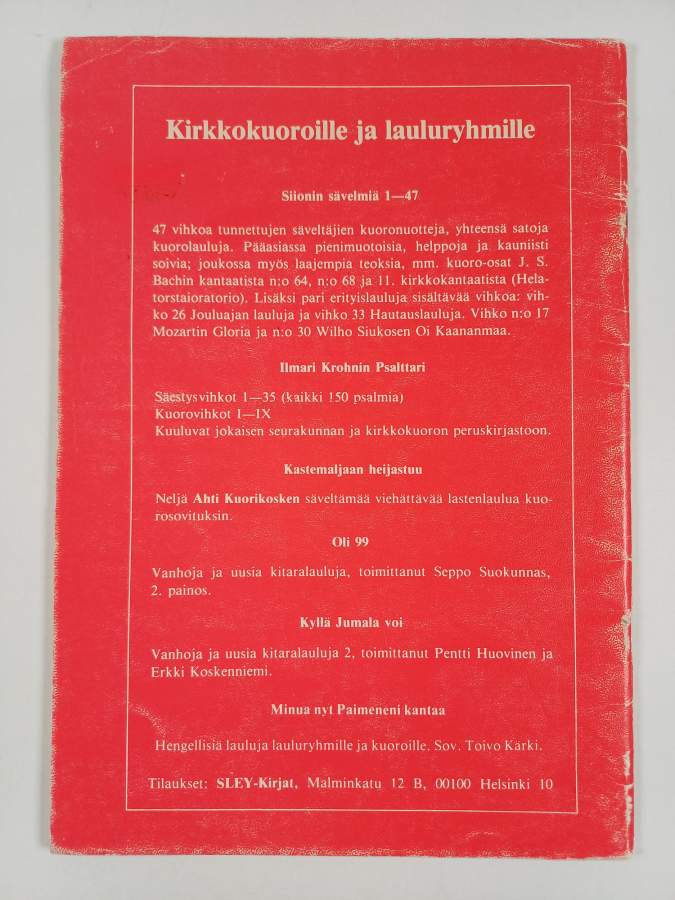 Kirkkokuoroille ja lauluryhmille
Siionin sävelmiä 1—47
47 vihkoa tunnettujen säveltäjien kuoronuotteja, yhteensä satoja
kuorolauluja. Pääasiassa pienimuotoisia, helppoja ja kauniisti
soivia; joukossa myös laajempia teoksia, mm. kuoro-osat J. S.
Bachin kantaatista n:o 64, n:o 68 ja 11. kirkkokantaatista (Hela-
torstaioratorio). Lisäksi pari erityislauluja sisältävää vihkoa: vih-
ko 26 Jouluajan lauluja ja vihko 33 Hautauslauluja. Vihko n:o 17
Mozartin Gloria ja n:o 30 Wilho Siukosen Oi Kaananmaa.
Ilmari Krohnin Psalttari
Säestysvihkot 1—35 (kaikki 150 psalmia)
Kuorovihkot I—IX
Kuuluvat jokaisen seurakunnan ja kirkkokuoron peruskirjastoon.
Kastemaljaan heijastuu
Neljä Ahti Kuorikosken säveltämää viehättävää lastenlaulua kuo-
rosovituksin.
Oli 99
Vanhoja ja uusia kitaralauluja, toimittanut Seppo Suokunnas,
2. painos.
Kyllä Jumala voi
Vanhoja ja uusia kitaralauluja 2, toimittanut Pentti Huovinen ja
Erkki Koskenniemi.
Minua nyt Paimeneni kantaa
Hengellisiä lauluja lauluryhmille ja kuoroille. Sov. Toivo Kärki.
Tilaukset: SLEY-Kirjat, Malminkatu 12 B, 00100 Helsinki 10